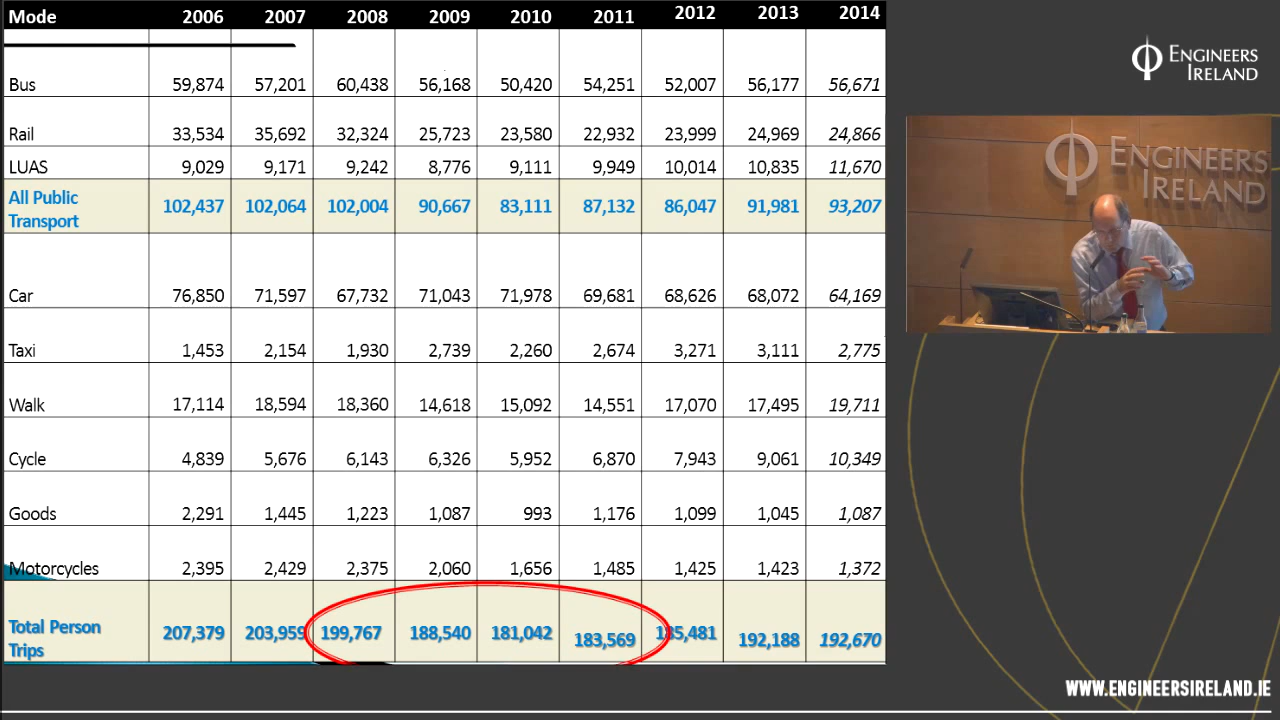 Mode 2006 2007 2008 2009 2010 2011 2012 2013 2014
Bus 59,874 57,201 60,438 56,168 50,420 54,251 52,007 56,177 56,671
Rail 33,534 35,692 32,324 25,723 23,580 22,932 23,999 24,969 24,866
LUAS 9,029 9,171 9,242 8,776 9,111 9,949 10,014 10,835 11,670
All Public
Transport 102,437 102,064 102,004 90,667 83,111 87,132 86,047 91,981 93,207
Car 76,850 71,597 67,732 71,043 71,978 69,681 68,626 68,072 64,169
Taxi 1,453 2,154 1,930 2,739 2,260 2,674 3,271 3,111 2,775
Walk 17,114 18,594 18,360 14,618 15,092 14,551 17,070 17,495 19,711
Cycle 4,839 5,676 6,143 6,326 5,952 6,870 7,943 9,061 10,349
Goods 2,291 1,445 1,223 1,087 993 1,176 1,099 1,045 1,087
Motorcycles 2,395 2,429 2,375 2,060 1,656 1,485 1,425 1,423 1,372
Total Person
Trips 207,379 203,959 199,767 188,540 181,042 183,569 185,481 192,188 192,670
ENGINEERS
IRELAND
ENGINEERS
IRELAND
WWW.ENGINEERSIRELAND.IE